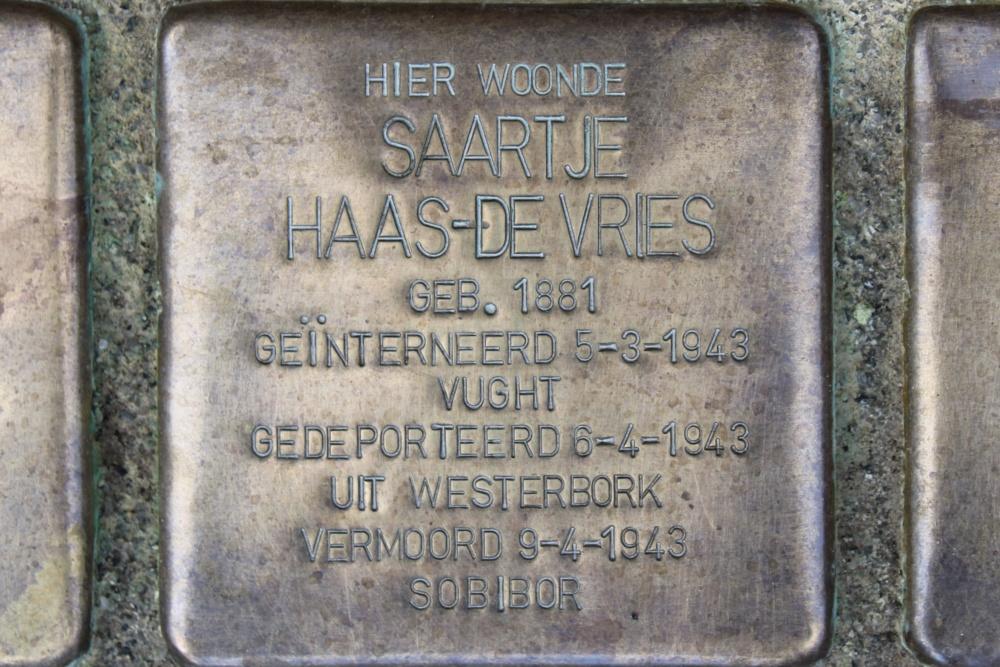 HIER WOONDE
SAARTJE
HAAS-DE VRIES
GEB. 1881
GEÏNTERNEERD 5-3-1943
VUGHT
GEDEPORTEERD 6-4-1943
UIT WESTERBORK
VERMOORD 9-4-1943
SOBIBOR